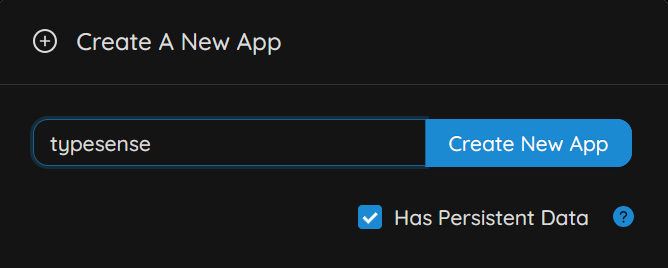 Create A New App
typesense
Create New App
Has Persistent Data
?